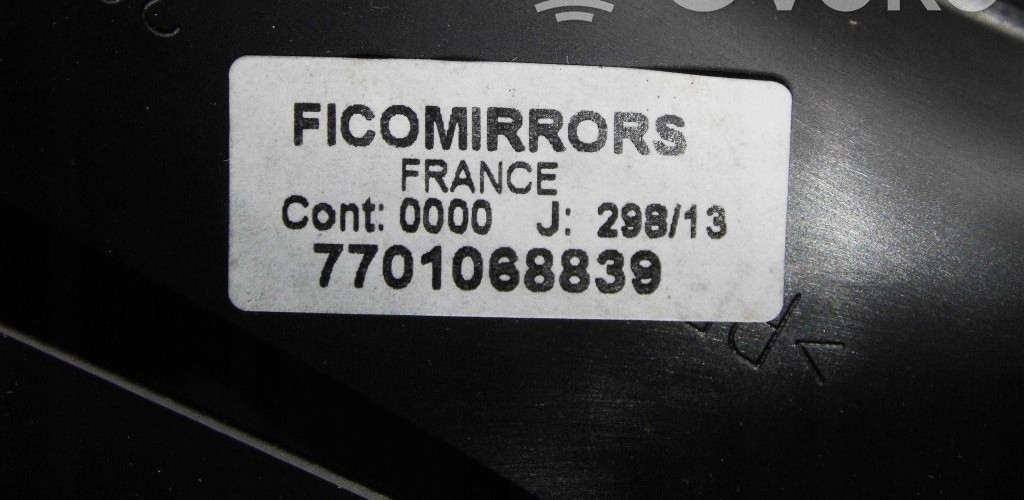 FICOMIRRORS
FRANCE
Cont: 0000 J: 298/13
7701068839